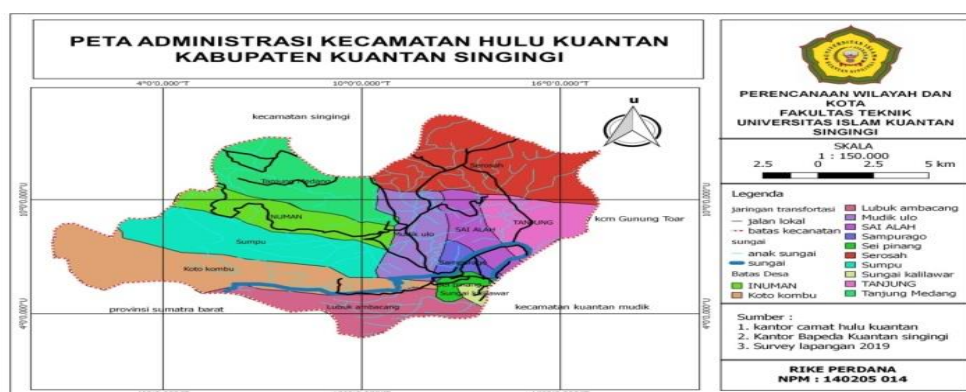 PETA ADMINISTRASI KECAMATAN HULU KUANTAN
KABUPATEN KUANTAN SINGINGI
4°0'0.000"T
10°0'0.000"T
16°0'0.000"T
kecamatan singingi
u
Serosah
Tanjung Medang
INUMAN
Mudik ulo
SAI ALAH
TANJUNG
kcm Gunung Toar
Sumpu
Koto kombu
Sei pinang
Sungai kalilawar
Lubuk ambacang
provinsi sumatra barat
kecamatan kuantan mudik
PERENCANAAN WILAYAH DAN
KOTA
FAKULTAS TEKNIK
UNIVERSITAS ISLAM KUANTAN
SINGINGI
SKALA
1 : 150.000
2.5 0 2.5 5 km
Legenda
jaringan transfortasi
jalan lokal
batas kecanatan
sungai
anak sungai
sungai
Batas Desa
INUMAN
Koto kombu
Lubuk ambacang
Mudik ulo
SAI ALAH
Sampurago
Sei pinang
Serosah
Sumpu
Sungai kalilawar
TANJUNG
Tanjung Medang
Sumber :
1. kantor camat hulu kuantan
2. Kantor Bapeda Kuantan singingi
3. Survey lapangan 2019
RIKE PERDANA
NPM : 140205 014